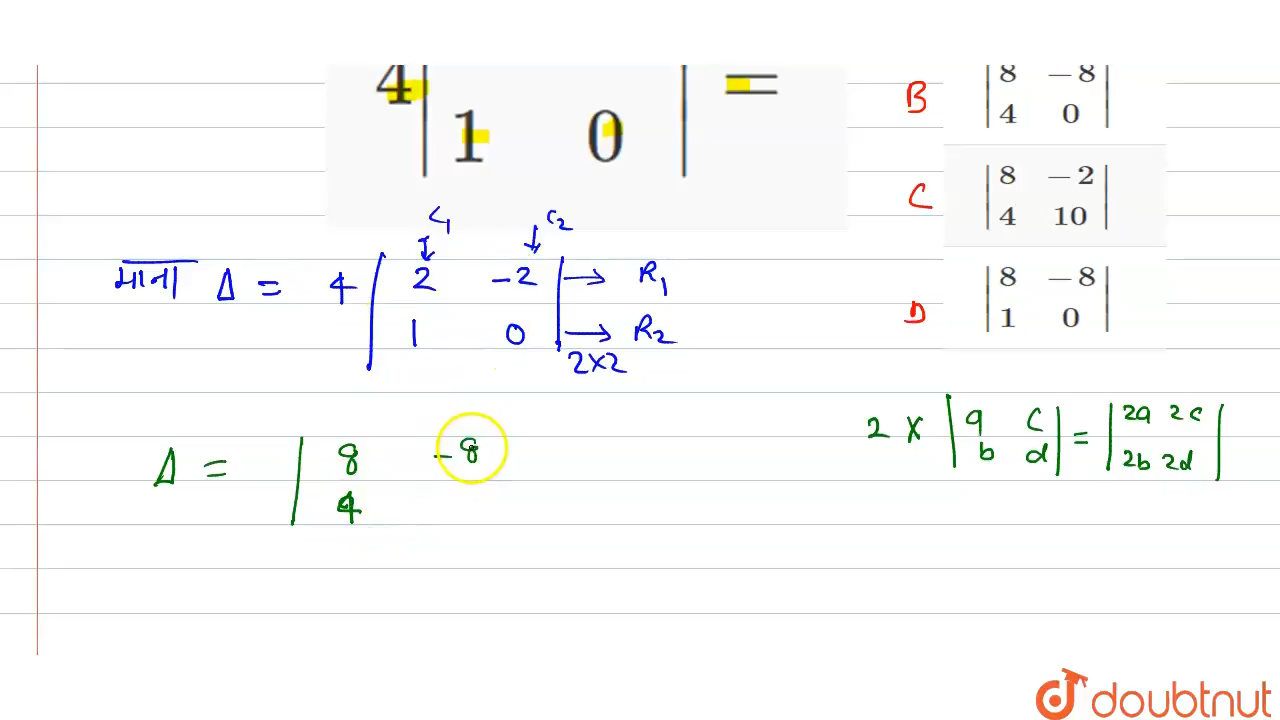 4| | =
1 0
B |8 -8|
|4 0|
C |8 -2|
|4 10|
D |8 -8|
|1 0|
C1 C2
माना Δ = 4 |2 -2| → R1
|1 0| → R2
2×2
2 × |a c| = |2a 2c|
|b d| |2b 2d|
Δ = |8 -8
|4
doubtnut